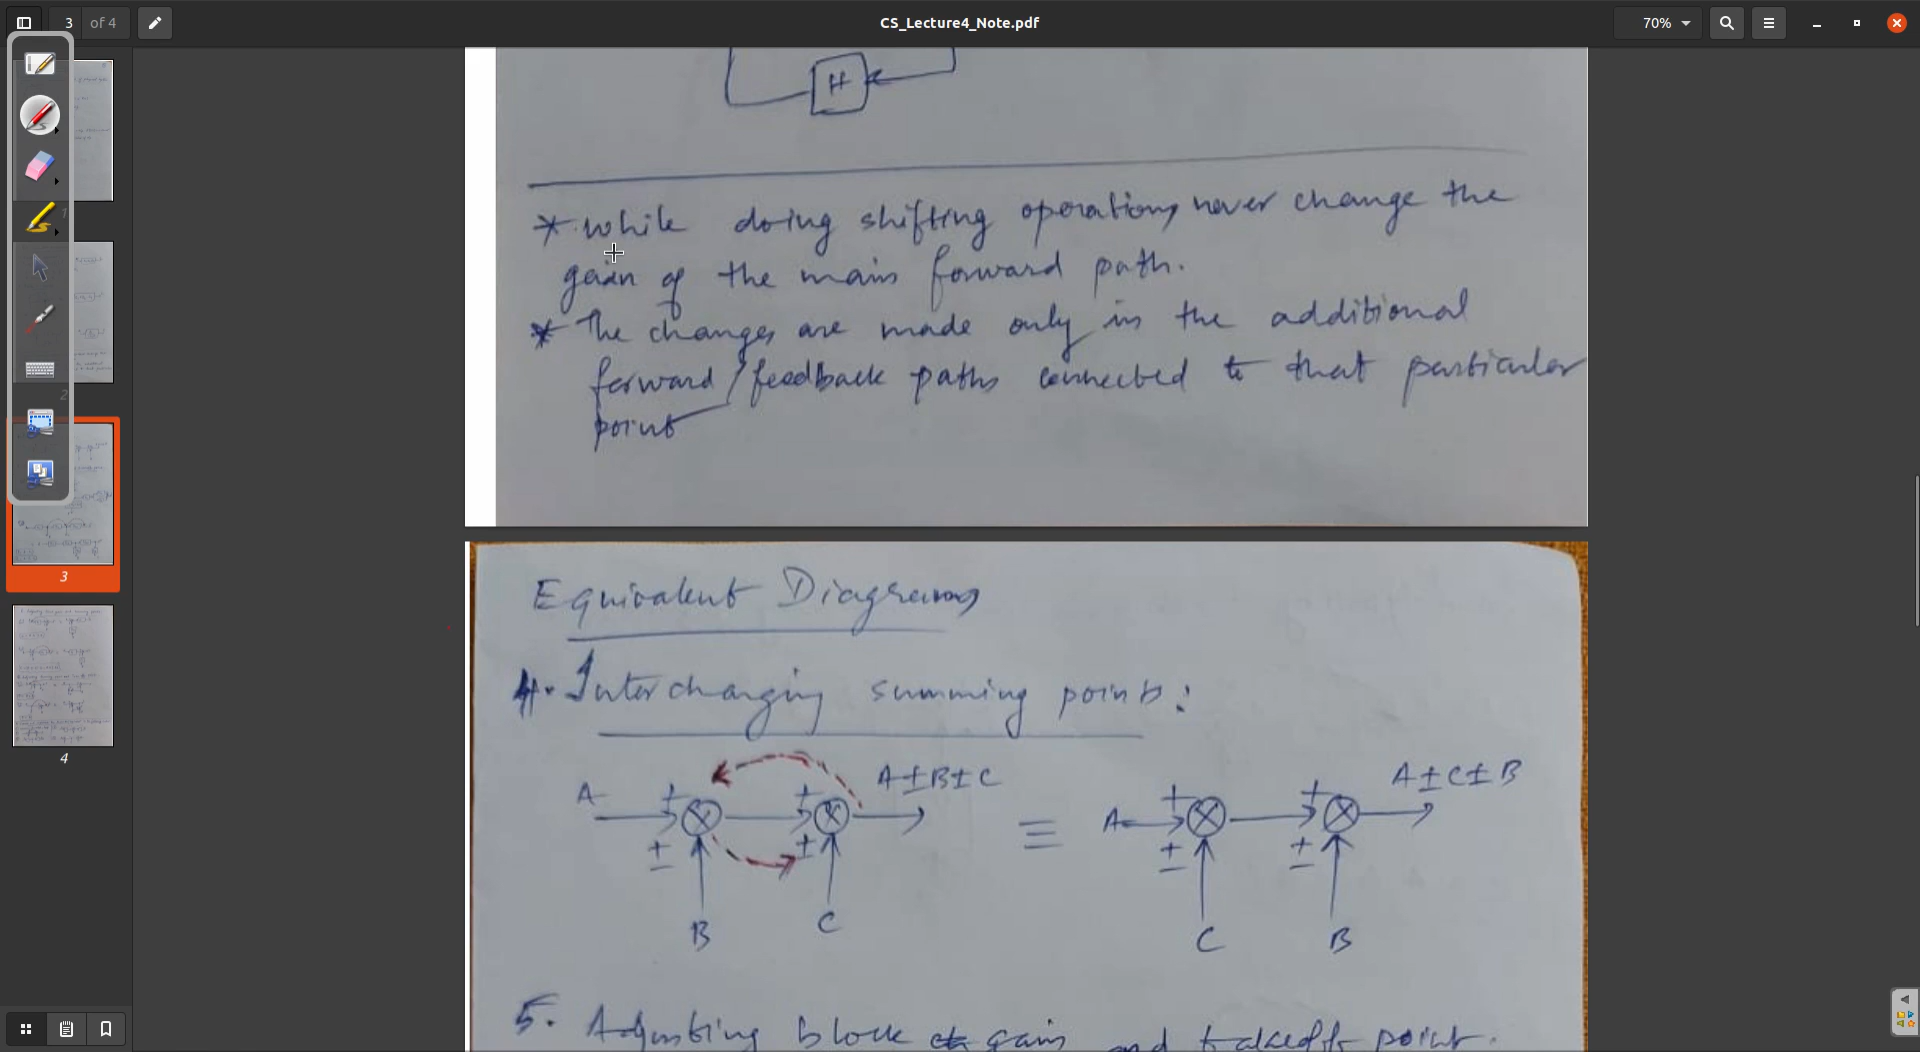 3 of 4
CS_Lecture4_Note.pdf
70%
1
2
3
4
H
* while doing shifting operations never change the
gain of the main forward path.
* The changes are made only in the additional
forward/feedback paths connected to that particular
point
Equivalent Diagrams
4. Interchanging summing points:
A + ± B + ± C A±B±C ≡ A + ± C + ± B A±C±B
5. Adjusting block gain and takeoff point.